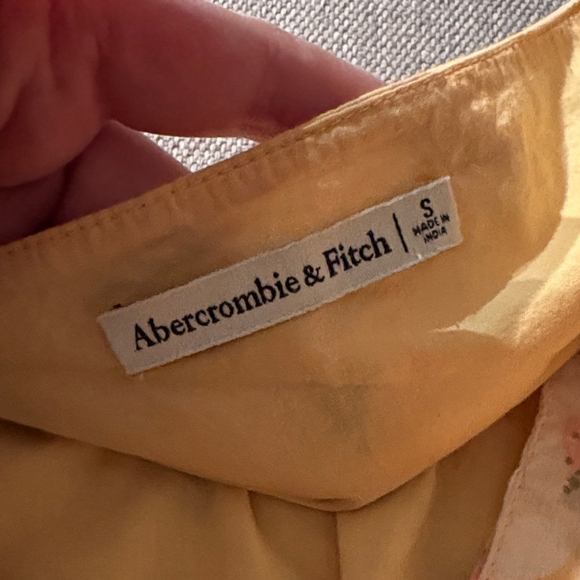 Abercrombie & Fitch | S
MADE IN
INDIA